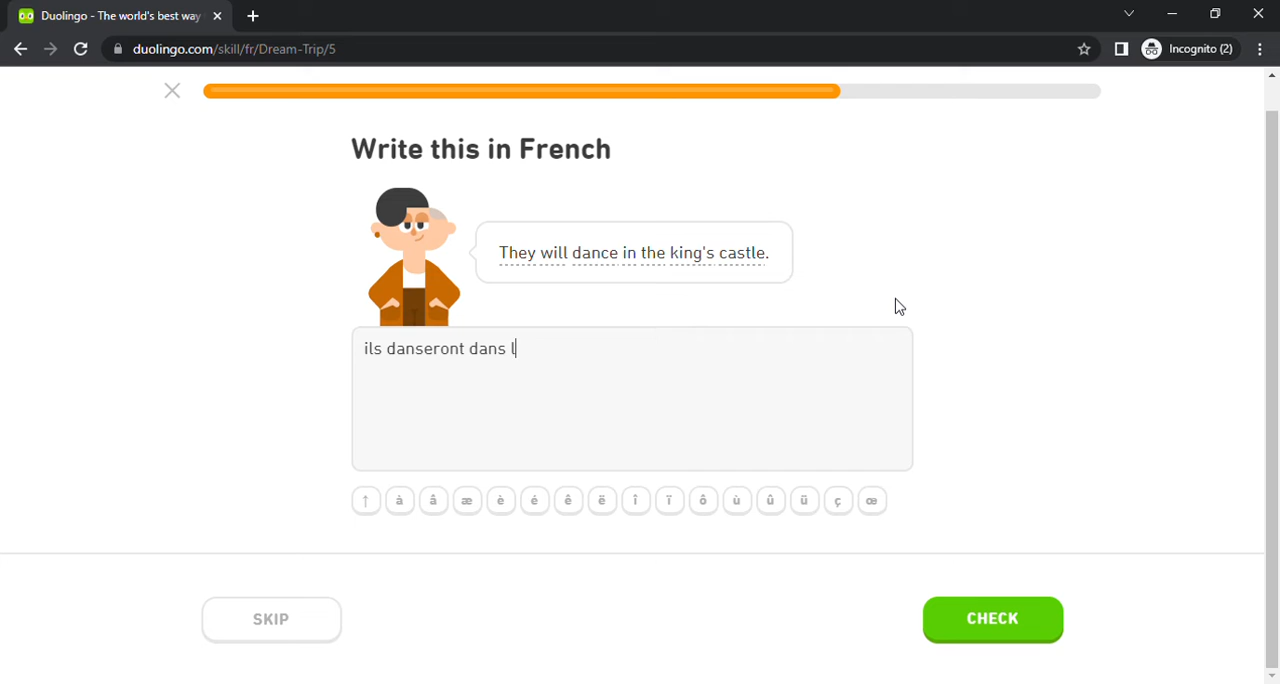 Duolingo - The world's best way
duolingo.com/skill/fr/Dream-Trip/5
Incognito (2)
Write this in French
They will dance in the king's castle.
ils danseront dans l
↑ à â æ è é ê ë î ï ô ù û ü ç œ
SKIP
CHECK